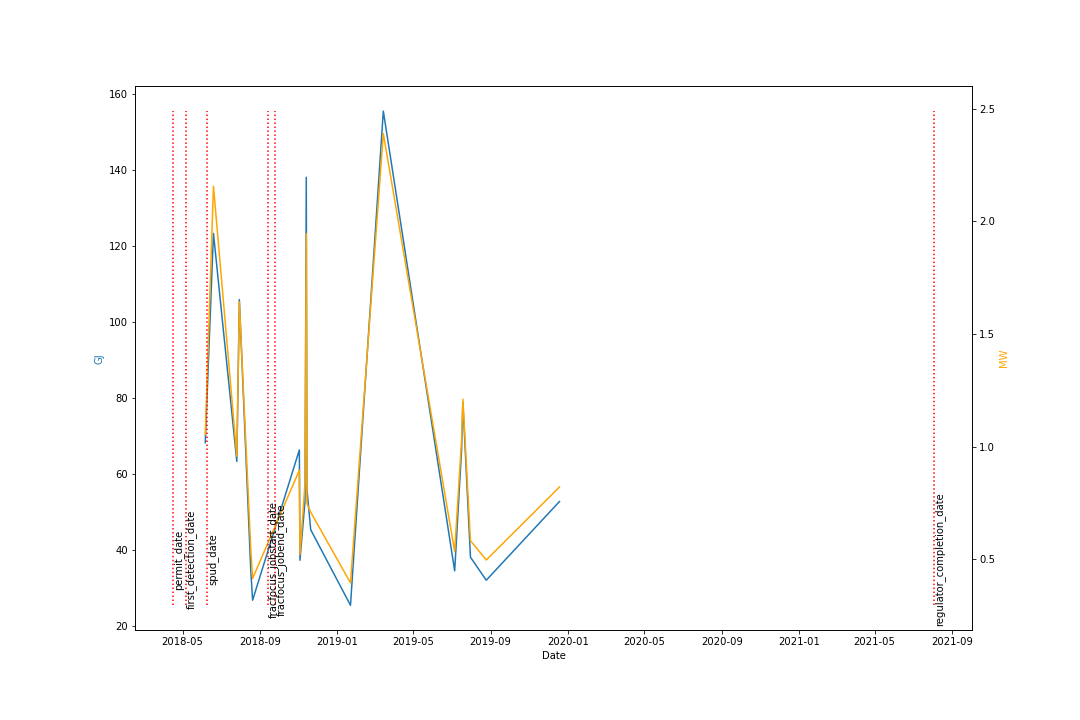 160
140
120
100
80
60
40
20
GJ
2.5
2.0
1.5
1.0
0.5
MW
permit_date
first_detection_date
spud_date
fracfocus_jobstart_date
fracfocus_jobend_date
regulator_completion_date
2018-05
2018-09
2019-01
2019-05
2019-09
2020-01
2020-05
2020-09
2021-01
2021-05
2021-09
Date